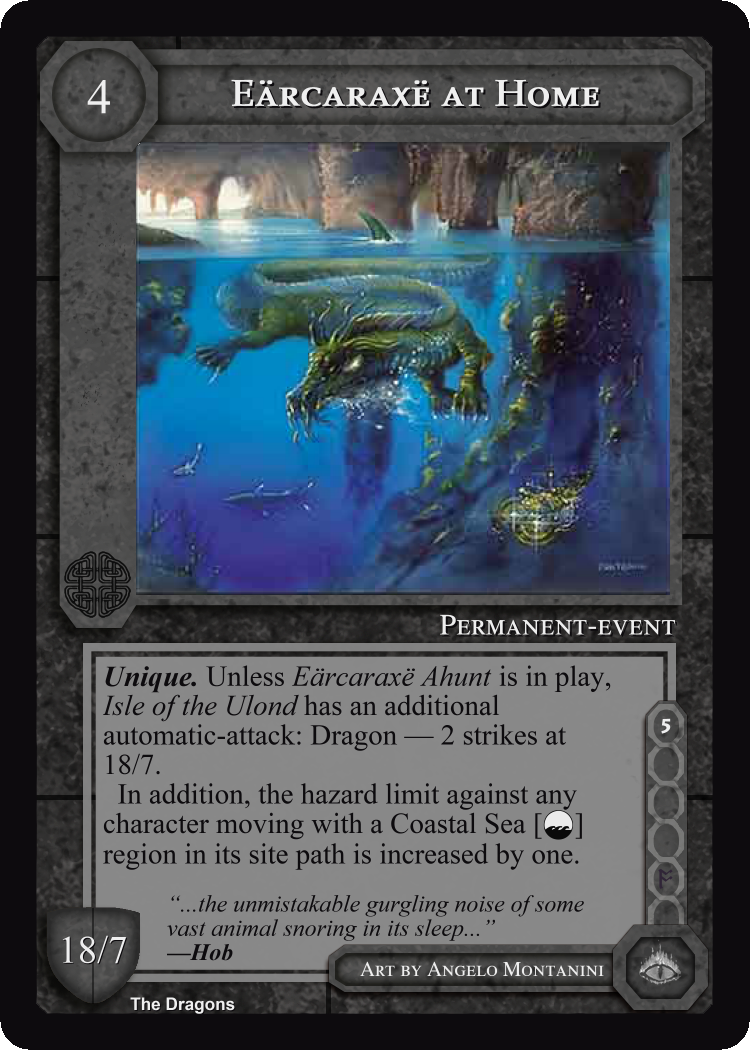 4
Eärcaraxë at Home
Permanent-event
Unique. Unless Eärcaraxë Ahunt is in play,
Isle of the Ulond has an additional
automatic-attack: Dragon — 2 strikes at
18/7.
In addition, the hazard limit against any
character moving with a Coastal Sea [ ]
region in its site path is increased by one.
5
“...the unmistakable gurgling noise of some
vast animal snoring in its sleep...”
—Hob
18/7
Art by Angelo Montanini
The Dragons